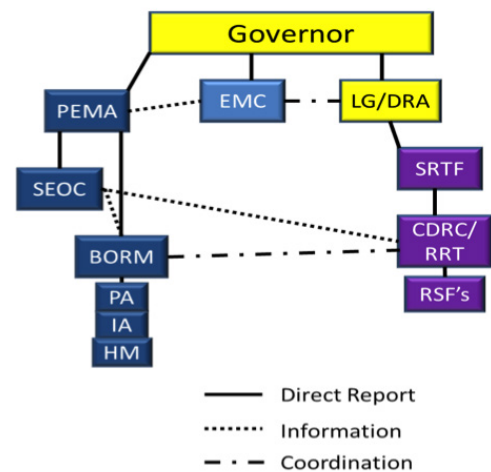 Governor
PEMA
EMC
LG/DRA
SRTF
SEOC
CDRC/
RRT
BORM
RSF's
PA
IA
HM
Direct Report
Information
Coordination